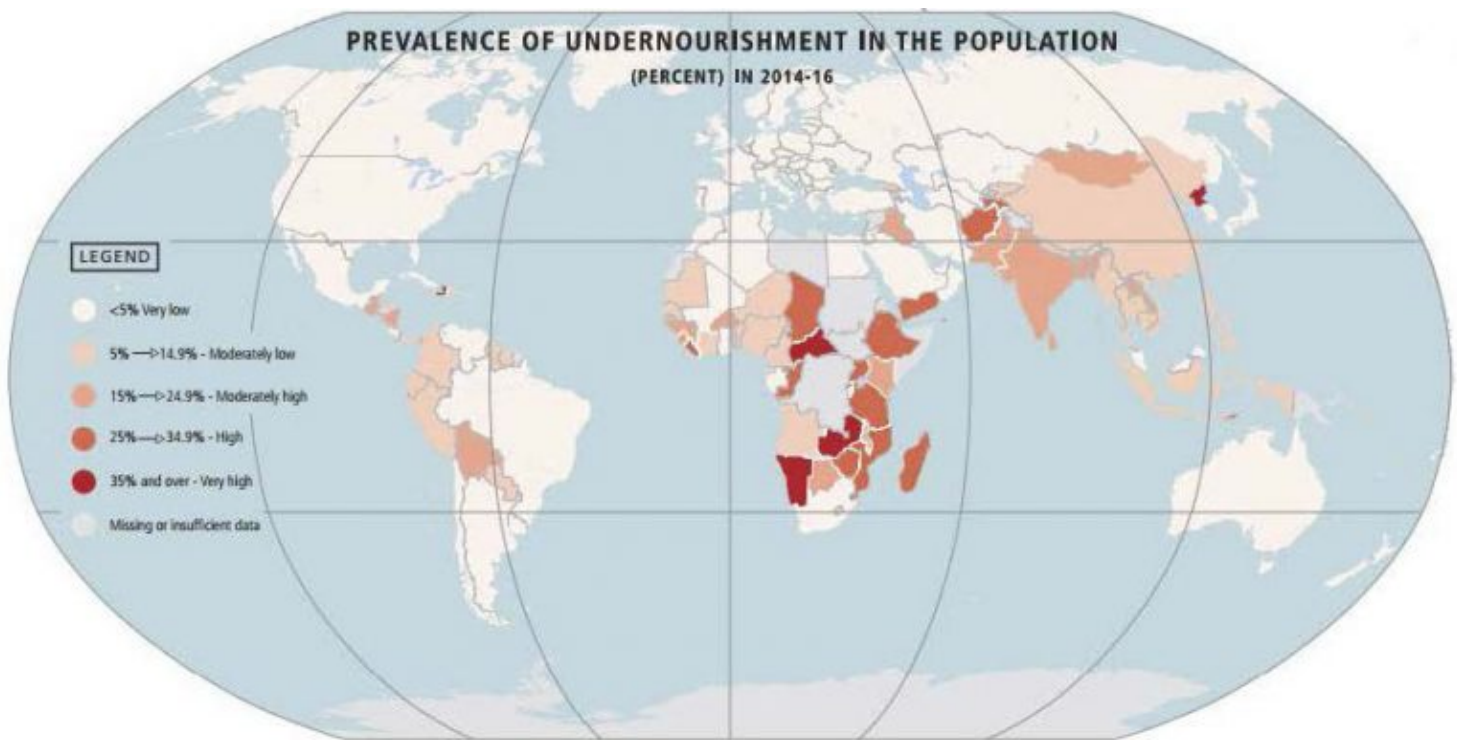 PREVALENCE OF UNDERNOURISHMENT IN THE POPULATION
(PERCENT) IN 2014-16
LEGEND
<5% Very low
5% —▷14.9% - Moderately low
15%—▷24.9% - Moderately high
25%—▷34.9% - High
35% and over - Very high
Missing or insufficient data